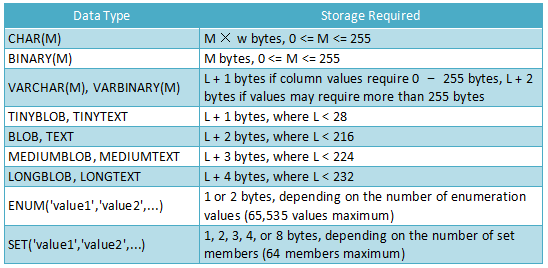 Data Type Storage Required
CHAR(M) M × w bytes, 0 <= M <= 255
BINARY(M) M bytes, 0 <= M <= 255
VARCHAR(M), VARBINARY(M) L + 1 bytes if column values require 0 – 255 bytes, L + 2
bytes if values may require more than 255 bytes
TINYBLOB, TINYTEXT L + 1 bytes, where L < 28
BLOB, TEXT L + 2 bytes, where L < 216
MEDIUMBLOB, MEDIUMTEXT L + 3 bytes, where L < 224
LONGBLOB, LONGTEXT L + 4 bytes, where L < 232
ENUM('value1','value2',...) 1 or 2 bytes, depending on the number of enumeration
values (65,535 values maximum)
SET('value1','value2',...) 1, 2, 3, 4, or 8 bytes, depending on the number of set
members (64 members maximum)